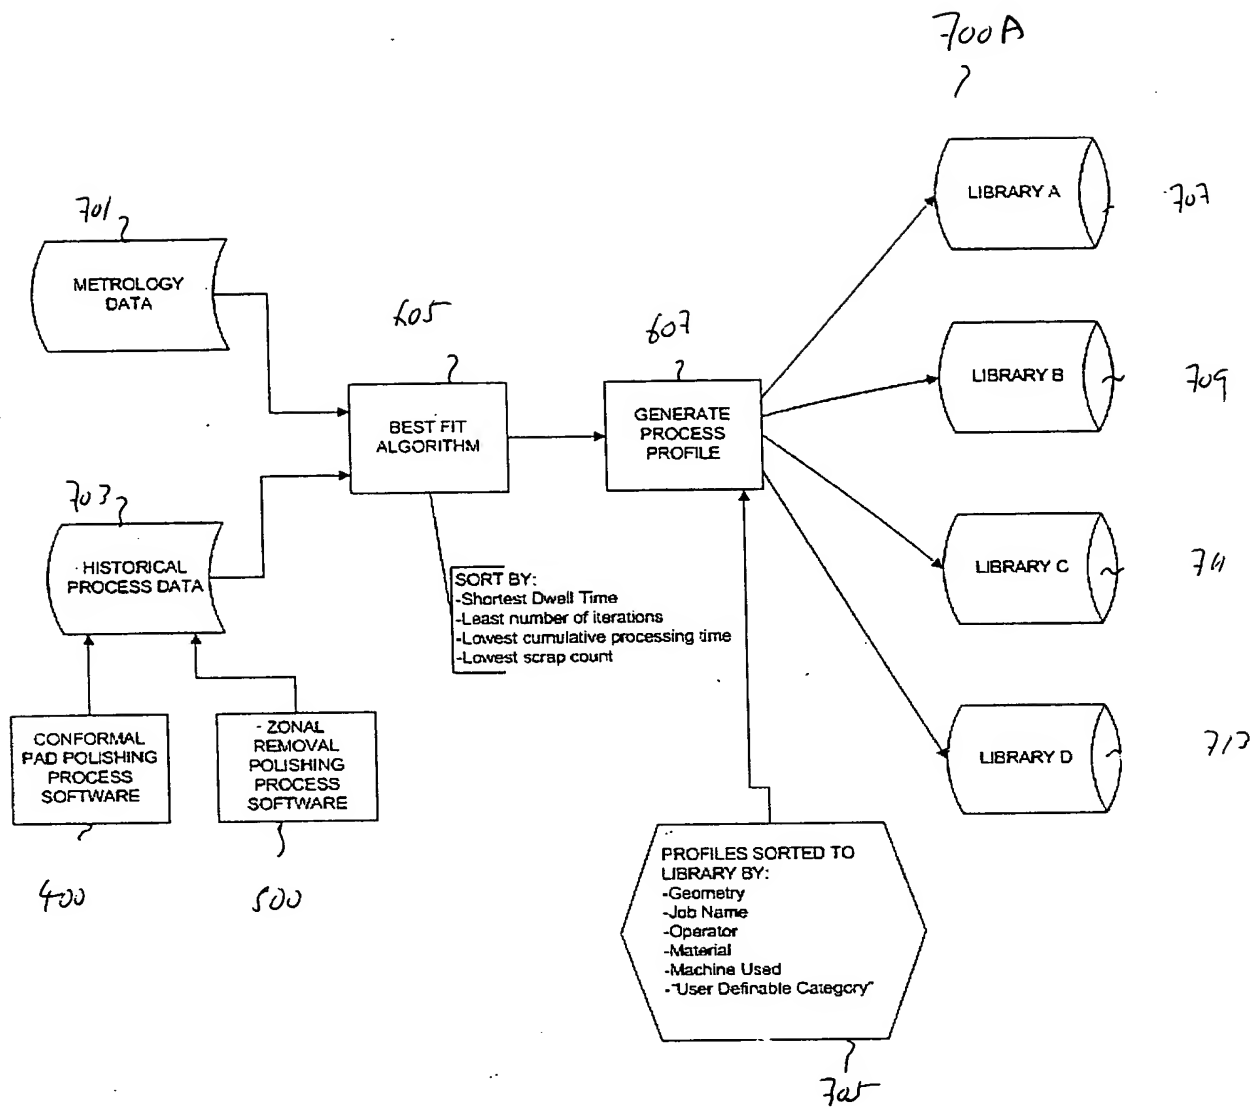 700A
LIBRARY A
707
701
METROLOGY
DATA
605
607
LIBRARY B
709
BEST FIT
ALGORITHM
GENERATE
PROCESS
PROFILE
703
HISTORICAL
PROCESS DATA
LIBRARY C
711
SORT BY:
-Shortest Dwell Time
-Least number of iterations
-Lowest cumulative processing time
-Lowest scrap count
CONFORMAL
PAD POLISHING
PROCESS
SOFTWARE
ZONAL
REMOVAL
POLISHING
PROCESS
SOFTWARE
LIBRARY D
713
400
500
PROFILES SORTED TO
LIBRARY BY:
-Geometry
-Job Name
-Operator
-Material
-Machine Used
-"User Definable Category"
705